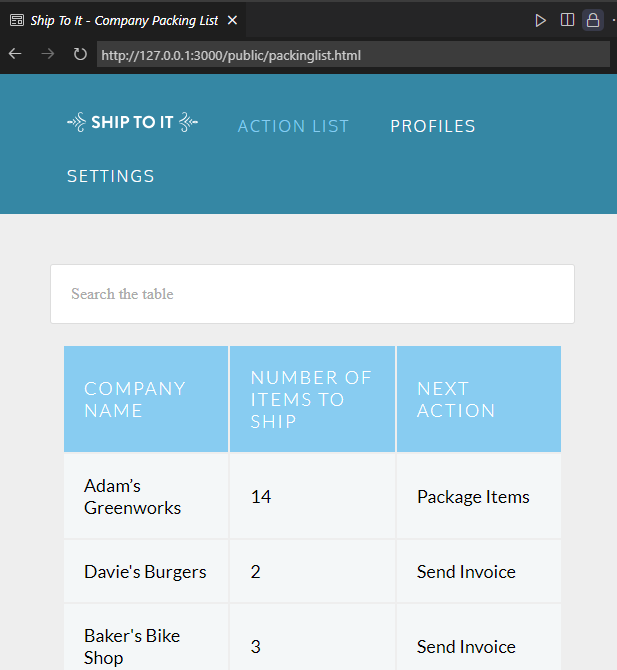 Ship To It - Company Packing List
http://127.0.0.1:3000/public/packinglist.html
SHIP TO IT ACTION LIST PROFILES
SETTINGS
Search the table
COMPANY
NAME
NUMBER OF
ITEMS TO
SHIP
NEXT
ACTION
Adam’s
Greenworks
14
Package Items
Davie's Burgers
2
Send Invoice
Baker's Bike
Shop
3
Send Invoice